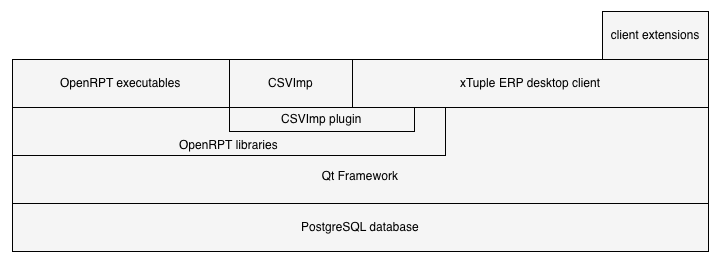 client extensions
OpenRPT executables
CSVImp
xTuple ERP desktop client
CSVImp plugin
OpenRPT libraries
Qt Framework
PostgreSQL database